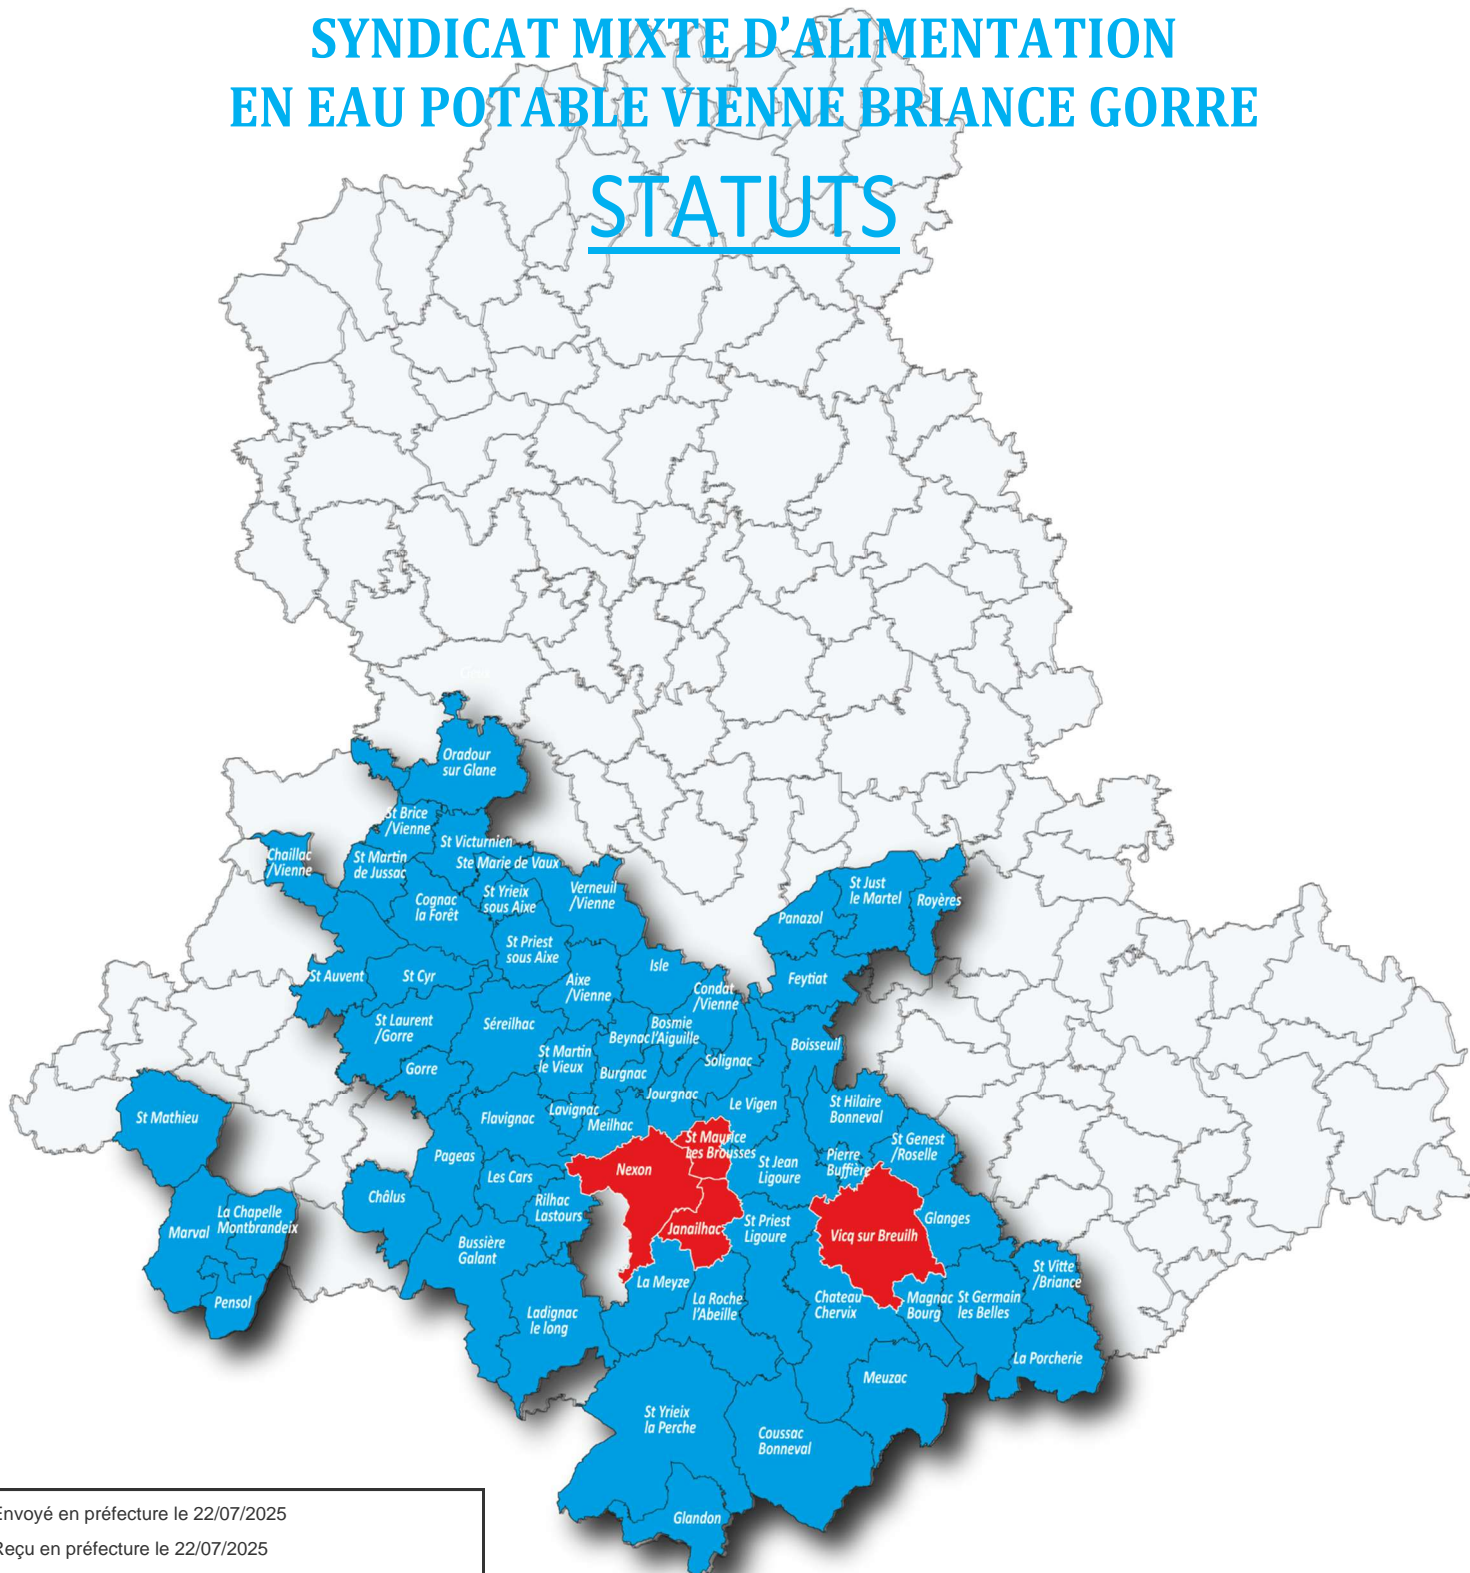 SYNDICAT MIXTE D’ALIMENTATION
EN EAU POTABLE VIENNE BRIANCE GORRE
STATUTS
Oradour
sur Glane
St Brice
/Vienne
St Victurnien
Chaillac
/Vienne
St Martin
de Jussac
Ste Marie de Vaux
Cognac
la Forêt
St Yrieix
sous Aixe
Verneuil
/Vienne
St Just
le Martel
Royères
Panazol
St Priest
sous Aixe
St Auvent
St Cyr
Aixe
/Vienne
Isle
Condat
/Vienne
Feytiat
St Laurent
/Gorre
Séreilhac
Beynac
Bosmie
l'Aiguille
Boisseuil
St Martin
le Vieux
Burgnac
Solignac
Gorre
Jourgnac
Le Vigen
St Mathieu
Flavignac
Lavignac
Meilhac
St Hilaire
Bonneval
St Maurice
Les Brousses
St Genest
/Roselle
Pageas
Les Cars
Nexon
St Jean
Ligoure
Pierre
Buffière
Châlus
Rilhac
Lastours
La Chapelle
Montbrandeix
Marval
Janailhac
St Priest
Ligoure
Vicq sur Breuilh
Glanges
Bussière
Galant
La Meyze
St Vitte
/Briance
Pensol
Ladignac
le long
La Roche
l'Abeille
Chateau
Chervix
Magnac
Bourg
St Germain
les Belles
La Porcherie
Meuzac
St Yrieix
la Perche
Coussac
Bonneval
Glandon
Envoyé en préfecture le 22/07/2025
Reçu en préfecture le 22/07/2025